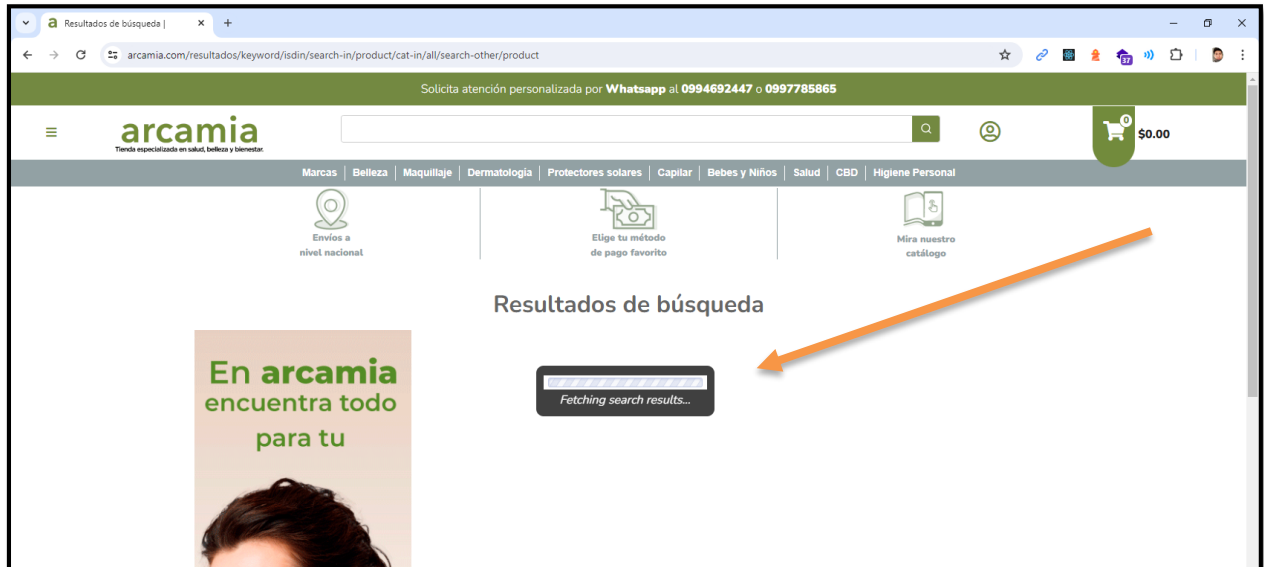 a Resultados de búsqueda |
arcamia.com/resultados/keyword/isdin/search-in/product/cat-in/all/search-other/product
37
Solicita atención personalizada por Whatsapp al 0994692447 o 0997785865
arcamia
Tienda especializada en salud, belleza y bienestar.
0
$0.00
Marcas | Belleza | Maquillaje | Dermatología | Protectores solares | Capilar | Bebes y Niños | Salud | CBD | Higiene Personal
Envíos a
nivel nacional
Elige tu método
de pago favorito
Mira nuestro
catálogo
Resultados de búsqueda
En arcamia
encuentra todo
para tu
Fetching search results...